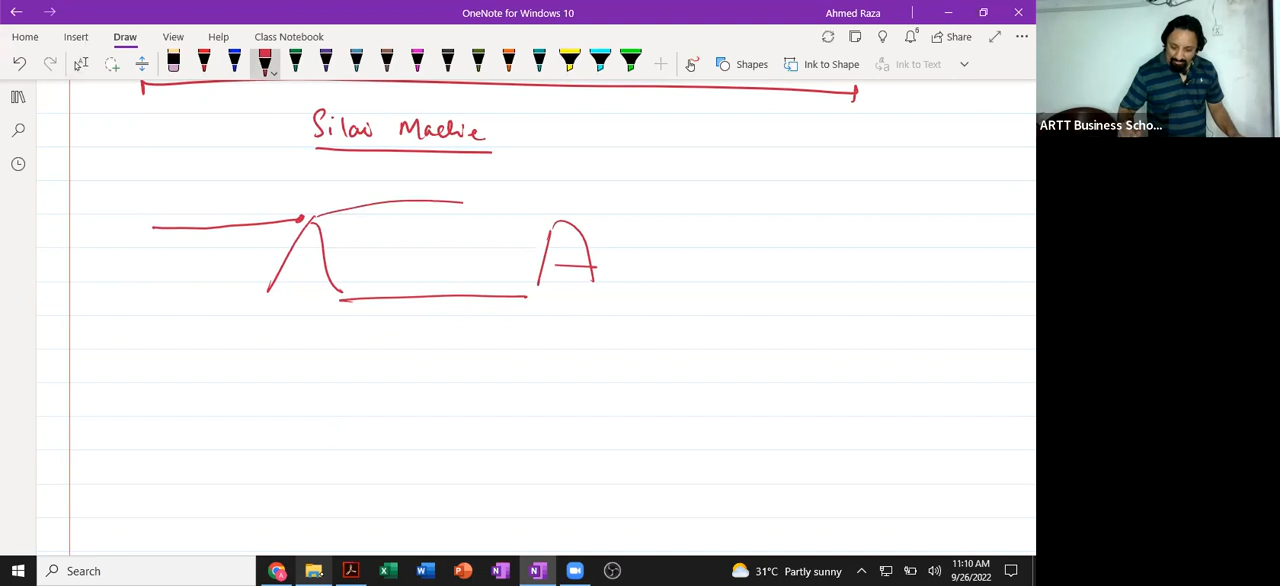 OneNote for Windows 10
Ahmed Raza
Home Insert Draw View Help Class Notebook
6 Share
Shapes Ink to Shape Ink to Text
ARTT Business Scho...
Silai Machie
A
Search
31°C Partly sunny
11:10 AM
9/26/2022